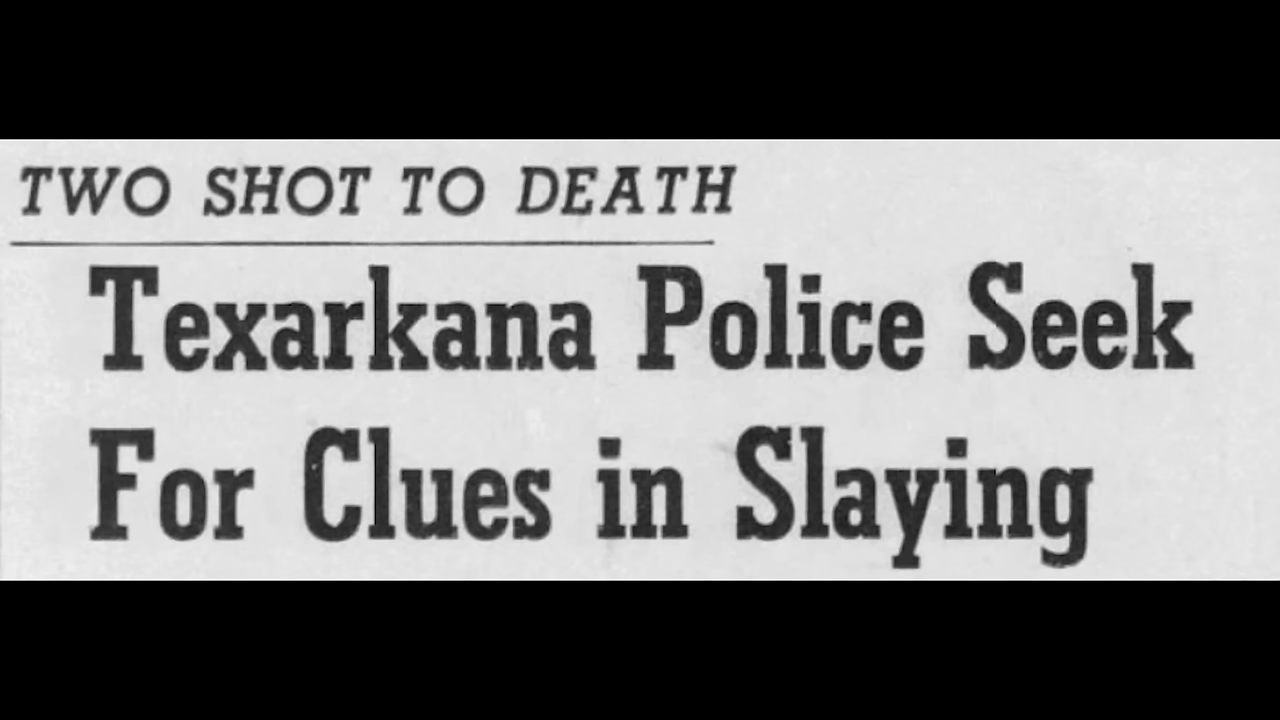 TWO SHOT TO DEATH
Texarkana Police Seek
For Clues in Slaying